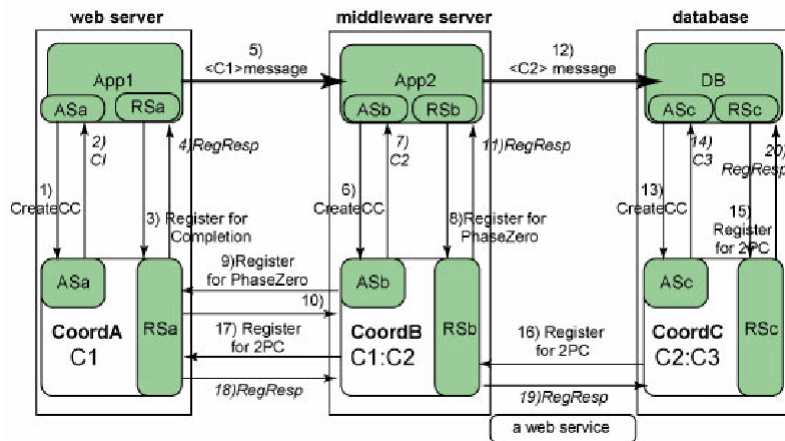 web server
middleware server
database
5)
<C1>message
12)
<C2> message
App1
App2
DB
ASa
RSa
ASb
RSb
ASc
RSc
2)
CI
4)RegResp
7)
C2
11)RegResp
14)
C3
20)
RegResp
1)
CreateCC
3) Register for
Completion
6)
CreateCC
8)Register for
PhaseZero
13)
CreateCC
15)
Register
for 2PC
9)Register
for PhaseZero
10)
ASa
RSa
CoordA
C1
ASb
RSb
CoordB
C1:C2
ASc
RSc
CoordC
C2:C3
17) Register
for 2PC
16) Register
for 2PC
18)RegResp
19)RegResp
a web service